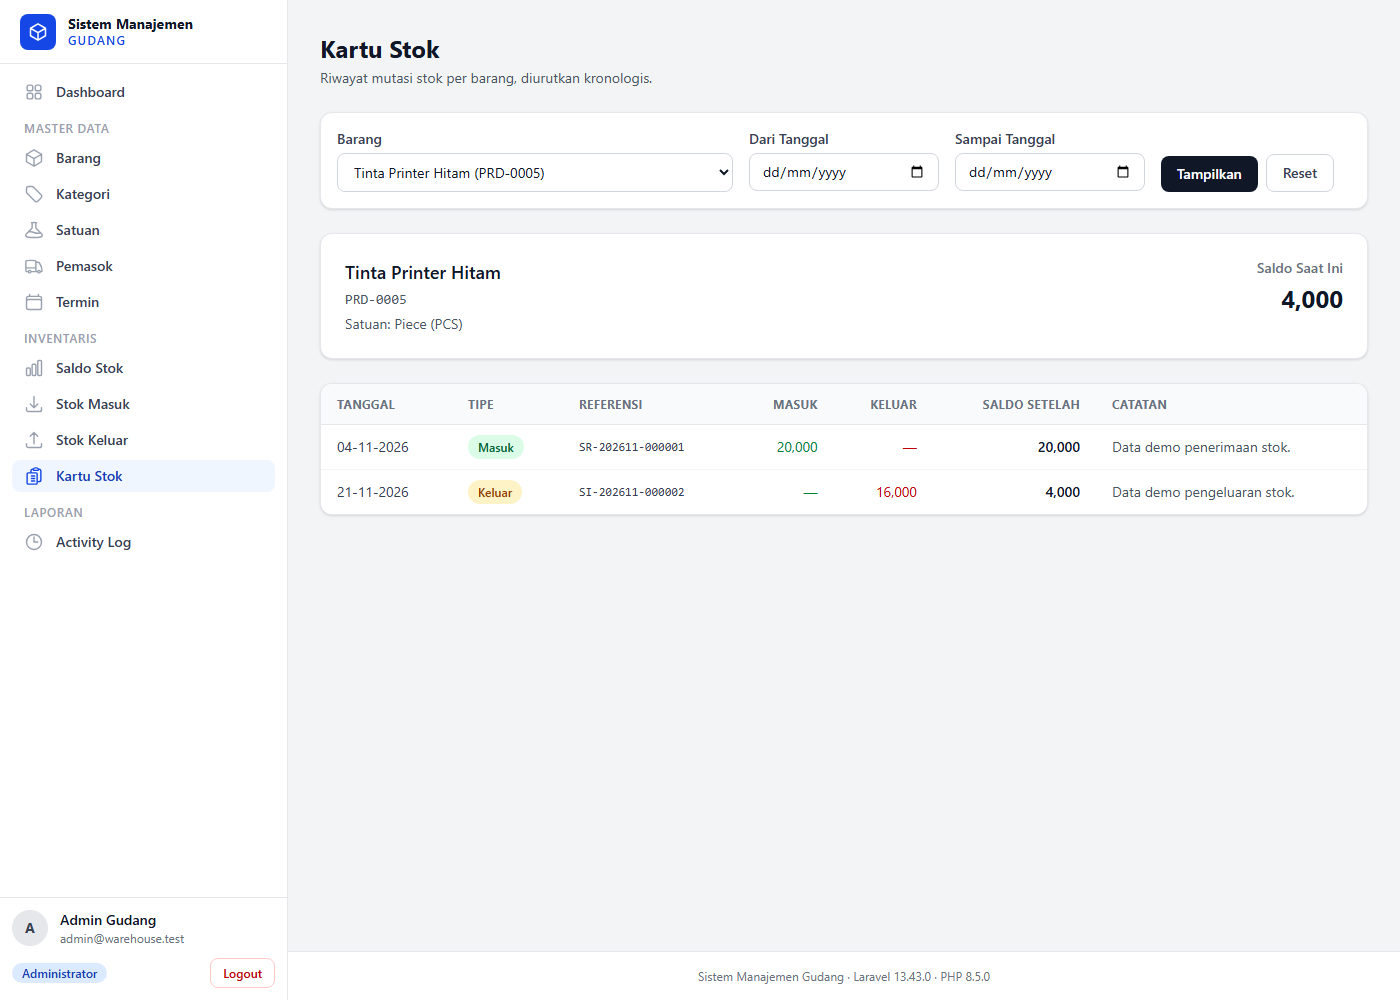 Sistem Manajemen
GUDANG
Dashboard
MASTER DATA
Barang
Kategori
Satuan
Pemasok
Termin
INVENTARIS
Saldo Stok
Stok Masuk
Stok Keluar
Kartu Stok
LAPORAN
Activity Log
A
Admin Gudang
admin@warehouse.test
Administrator
Logout
Kartu Stok
Riwayat mutasi stok per barang, diurutkan kronologis.
Barang Dari Tanggal Sampai Tanggal
Tinta Printer Hitam (PRD-0005) dd/mm/yyyy dd/mm/yyyy Tampilkan Reset
Tinta Printer Hitam
PRD-0005
Satuan: Piece (PCS)
Saldo Saat Ini
4,000
TANGGAL TIPE REFERENSI MASUK KELUAR SALDO SETELAH CATATAN
04-11-2026 Masuk SR-202611-000001 20,000 — 20,000 Data demo penerimaan stok.
21-11-2026 Keluar SI-202611-000002 — 16,000 4,000 Data demo pengeluaran stok.
Sistem Manajemen Gudang · Laravel 13.43.0 · PHP 8.5.0